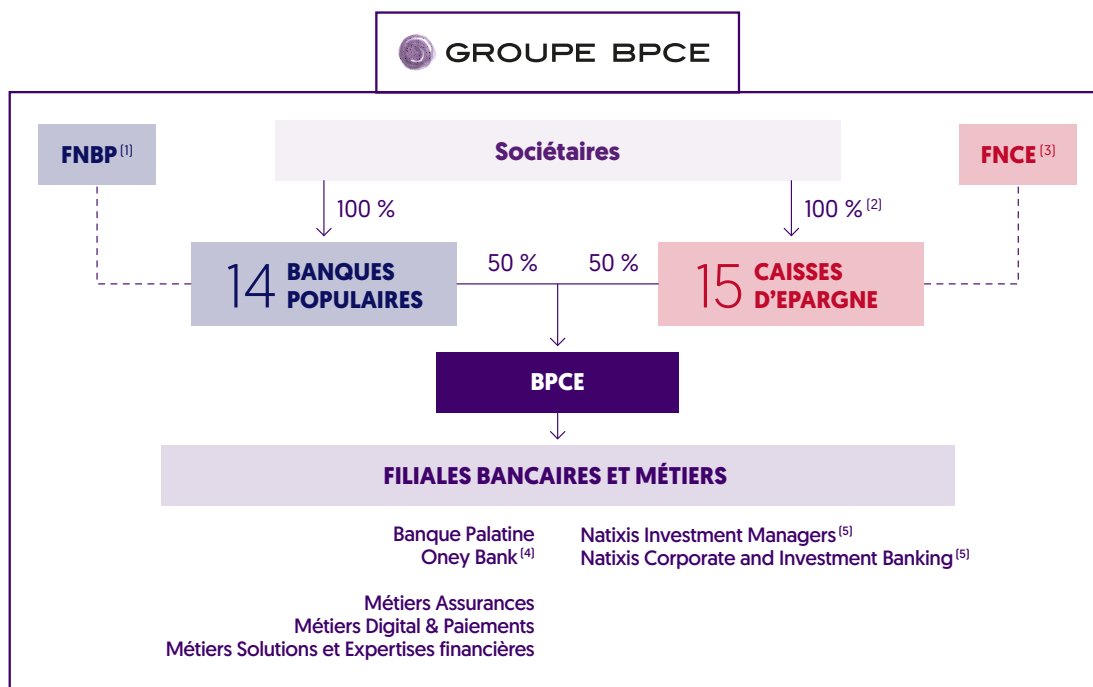 GROUPE BPCE
FNBP (1)
Sociétaires
FNCE (3)
100 %
100 % (2)
14 BANQUES
POPULAIRES
50 %
50 %
15 CAISSES
D'EPARGNE
BPCE
FILIALES BANCAIRES ET MÉTIERS
Banque Palatine
Oney Bank (4)
Natixis Investment Managers (5)
Natixis Corporate and Investment Banking (5)
Métiers Assurances
Métiers Digital & Paiements
Métiers Solutions et Expertises financières